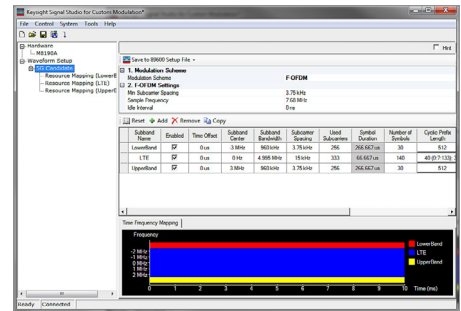 Keysight Signal Studio for Custom Modulation*
File Control System Tools Help
Hardware
M8190A
Waveform Setup
5G Candidate
Resource Mapping (LowerE
Resource Mapping (LTE)
Resource Mapping (UpperE
Hint
Save to 89600 Setup File
1. Modulation Scheme
Modulation Scheme F-OFDM
2. F-OFDM Settings
Min Subcarrier Spacing 3.75 kHz
Sample Frequency 7.68 MHz
Idle Interval 0 ns
Reset Add Remove Copy
Subband Name Enabled Time Offset Subband Center Subband Bandwidth Subcarrier Spacing Used Subcarriers Symbol Duration Number of Symbols Cyclic Prefix Length
LowerBand 0 us -3 MHz 960 kHz 3.75 kHz 256 266.667 us 30 512
LTE 0 us 0 Hz 4.995 MHz 15 kHz 333 66.667 us 140 40 (0:7:133);
UpperBand 0 us 3 MHz 960 kHz 3.75 kHz 256 266.667 us 30 512
Time Frequency Mapping
Frequency
-2 MHz
-1 MHz
0 MHz
1 MHz
2 MHz
0 1 2 3 4 5 6 7 8 9 10 Time (ms)
LowerBand
LTE
UpperBand
Ready Connected